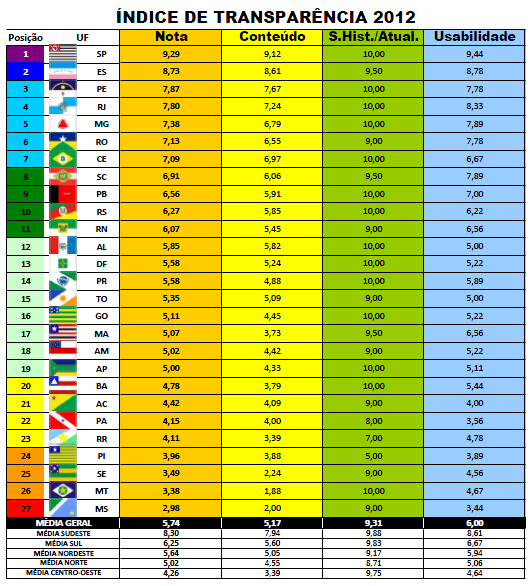 ÍNDICE DE TRANSPARÊNCIA 2012
Posição UF Nota Conteúdo S.Hist./Atual. Usabilidade
1 SP 9,29 9,12 10,00 9,44
2 ES 8,73 8,61 9,50 8,78
3 PE 7,87 7,67 10,00 7,78
4 RJ 7,80 7,24 10,00 8,33
5 MG 7,38 6,79 10,00 7,89
6 RO 7,13 6,55 9,00 7,78
7 CE 7,09 6,97 10,00 6,67
8 SC 6,91 6,06 9,50 7,89
9 PB 6,56 5,91 10,00 7,00
10 RS 6,27 5,85 10,00 6,22
11 RN 6,07 5,45 9,00 6,56
12 AL 5,85 5,82 10,00 5,00
13 DF 5,58 5,24 10,00 5,22
14 PR 5,58 4,88 10,00 5,89
15 TO 5,35 5,09 9,00 5,00
16 GO 5,11 4,45 10,00 5,22
17 MA 5,07 3,73 9,50 6,56
18 AM 5,02 4,42 9,00 5,22
19 AP 5,00 4,33 10,00 5,11
20 BA 4,78 3,79 10,00 5,44
21 AC 4,42 4,09 9,00 4,00
22 PA 4,15 4,00 8,00 3,56
23 RR 4,11 3,39 7,00 4,78
24 PI 3,96 3,88 5,00 3,89
25 SE 3,49 2,24 9,00 4,56
26 MT 3,38 1,88 10,00 4,67
27 MS 2,98 2,00 9,00 3,44
MÉDIA GERAL 5,74 5,17 9,31 6,00
MÉDIA SUDESTE 8,30 7,94 9,88 8,61
MÉDIA SUL 6,25 5,60 9,83 6,67
MÉDIA NORDESTE 5,64 5,05 9,17 5,94
MÉDIA NORTE 5,02 4,55 8,71 5,06
MÉDIA CENTRO-OESTE 4,26 3,39 9,75 4,64